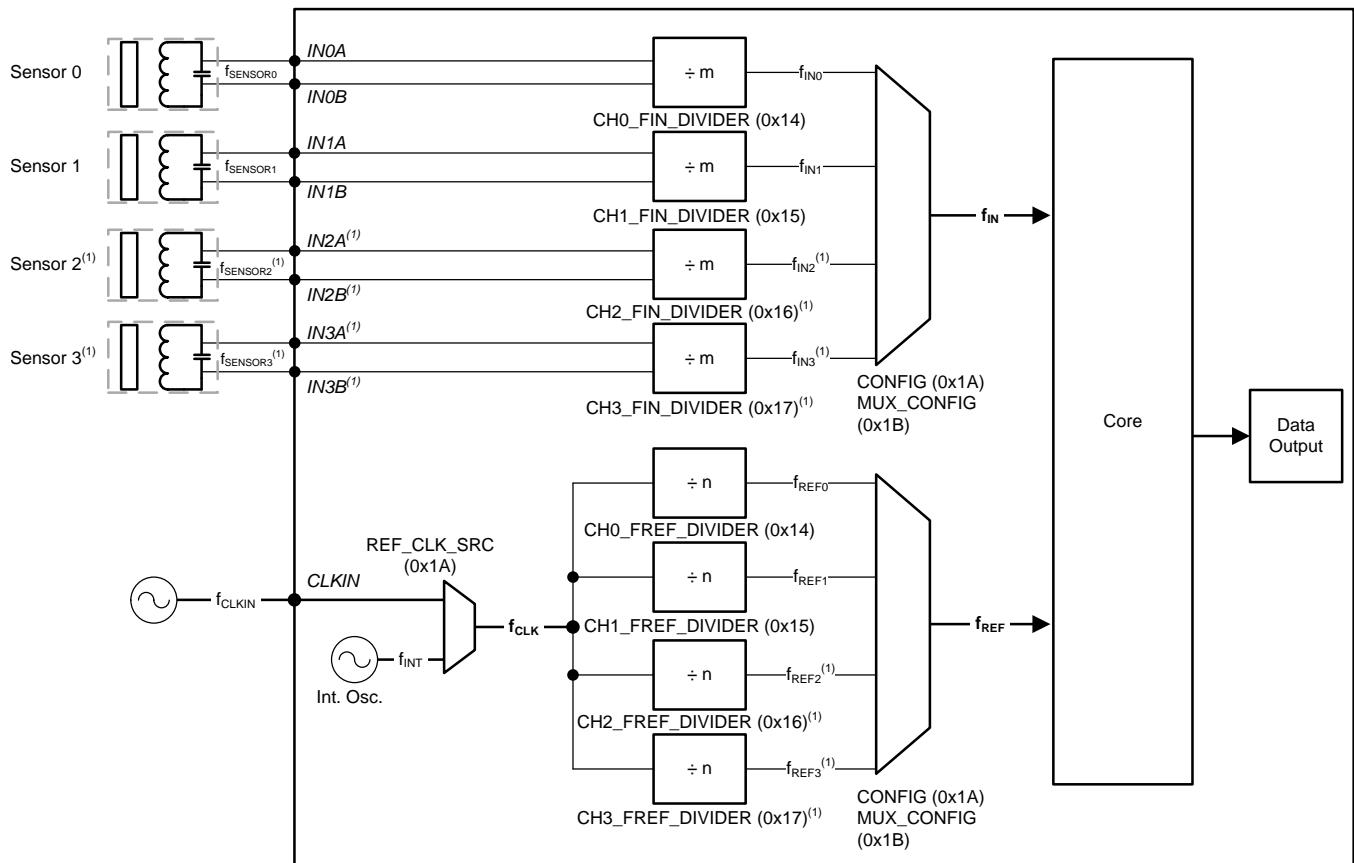 IN0A
Sensor 0
fSENSOR0
÷ m
fIN0
IN0B
CH0_FIN_DIVIDER (0x14)
IN1A
Sensor 1
fSENSOR1
÷ m
fIN1
IN1B
CH1_FIN_DIVIDER (0x15)
fIN
IN2A(1)
Sensor 2(1)
fSENSOR2(1)
÷ m
fIN2(1)
IN2B(1)
CH2_FIN_DIVIDER (0x16)(1)
IN3A(1)
Sensor 3(1)
fSENSOR3(1)
÷ m
fIN3(1)
IN3B(1)
CH3_FIN_DIVIDER (0x17)(1)
CONFIG (0x1A)
MUX_CONFIG
(0x1B)
Core
Data
Output
÷ n
fREF0
CH0_FREF_DIVIDER (0x14)
REF_CLK_SRC
(0x1A)
÷ n
fREF1
CLKIN
fCLKIN
CH1_FREF_DIVIDER (0x15)
fCLK
fREF
fINT
Int. Osc.
÷ n
fREF2(1)
CH2_FREF_DIVIDER (0x16)(1)
÷ n
fREF3(1)
CH3_FREF_DIVIDER (0x17)(1)
CONFIG (0x1A)
MUX_CONFIG
(0x1B)